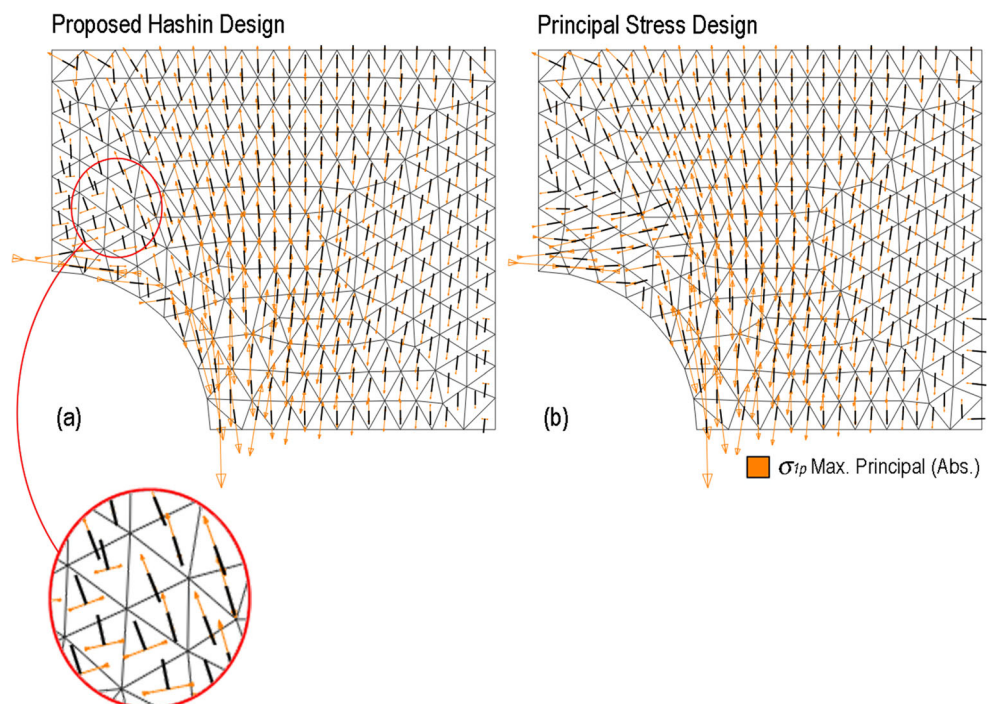 Proposed Hashin Design
Principal Stress Design
(a)
(b)
σ1p Max. Principal (Abs.)